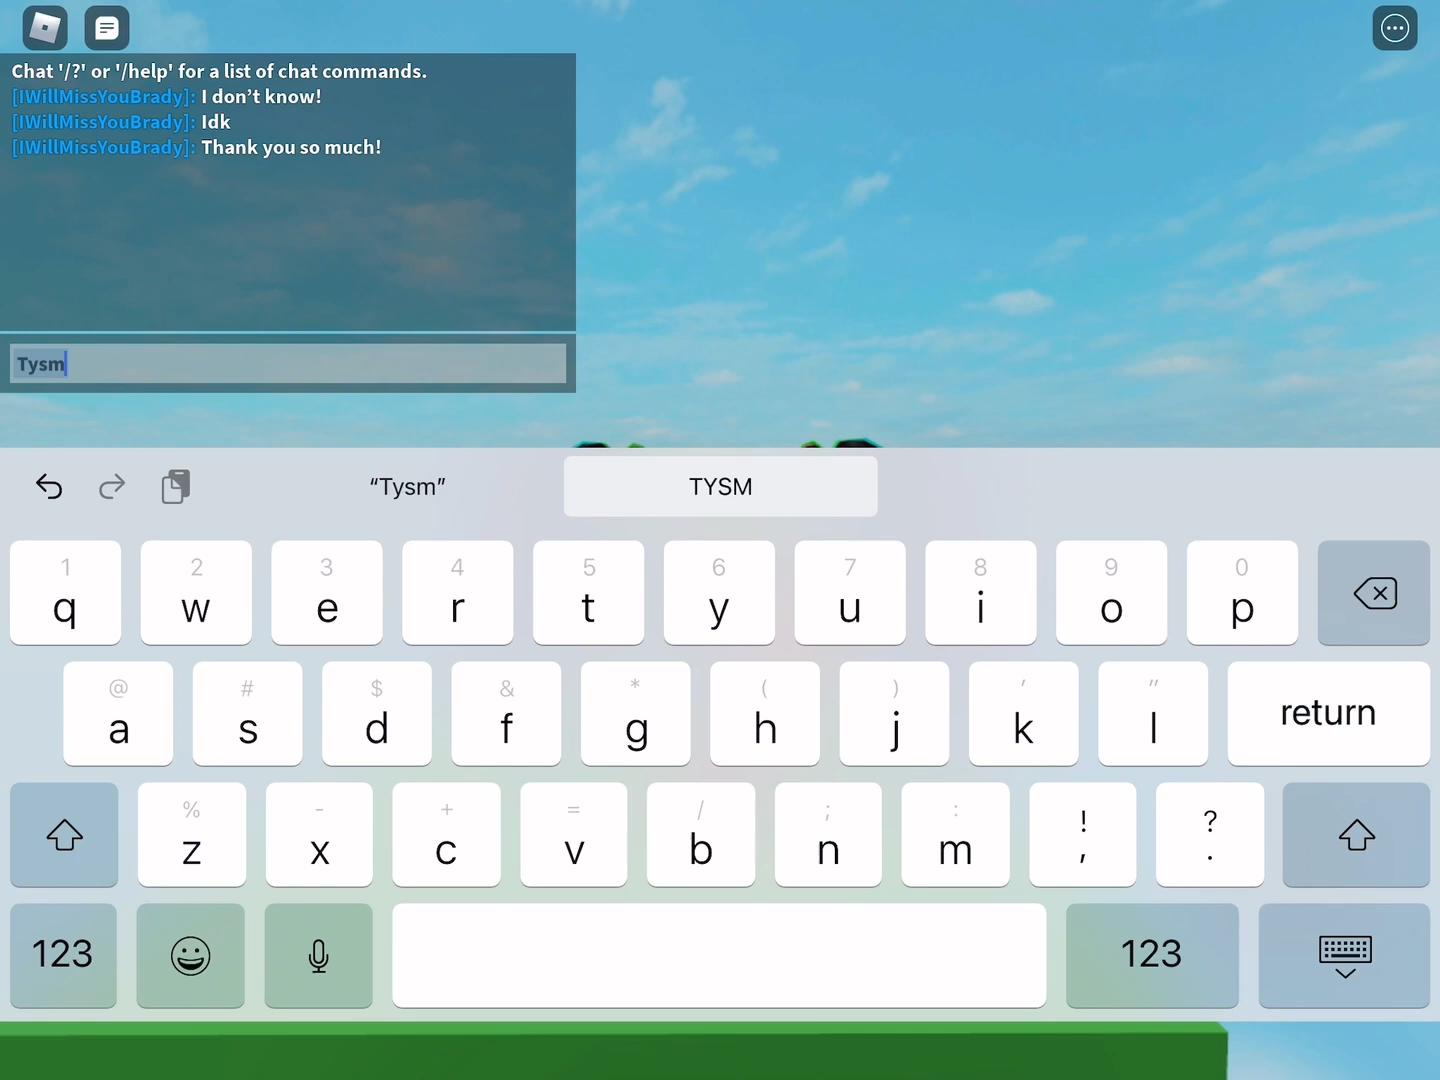 Chat '/?' or '/help' for a list of chat commands.
[IWillMissYouBrady]: I don’t know!
[IWillMissYouBrady]: Idk
[IWillMissYouBrady]: Thank you so much!
Tysm
“Tysm” TYSM
1 2 3 4 5 6 7 8 9 0
q w e r t y u i o p
@ # $ & * ( ) ' "
a s d f g h j k l return
% - + = / ; : ! ?
z x c v b n m , .
123 123